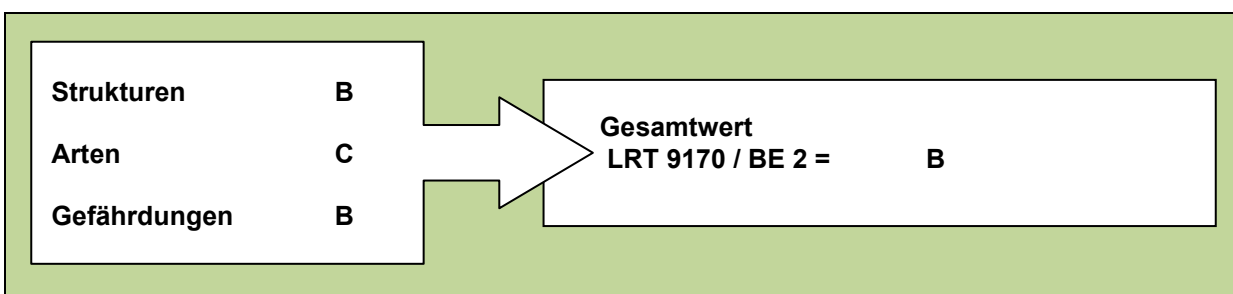 Strukturen B
Arten C
Gefährdungen B
Gesamtwert
LRT 9170 / BE 2 = B